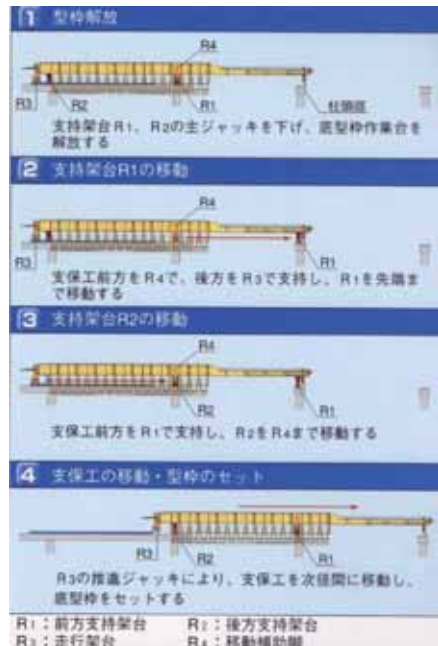 1 型枠解放
R4
R3 R2 R1 柱頭部
支持架台R1、R2の主ジャッキを下げ、底型枠作業台を
解放する
2 支持架台R1の移動
R4
R3 R1
支保工前方をR4で、後方をR3で支持し、R1を先端ま
で移動する
3 支持架台R2の移動
R4
R2 R1
支保工前方をR1で支持し、R2をR4まで移動する
4 支保工の移動・型枠のセット
R3 R2 R1
R3の推進ジャッキにより、支保工を次径間に移動し、
底型枠をセットする
R1：前方支持架台 R2：後方支持架台
R3：走行架台 R4：移動補助脚